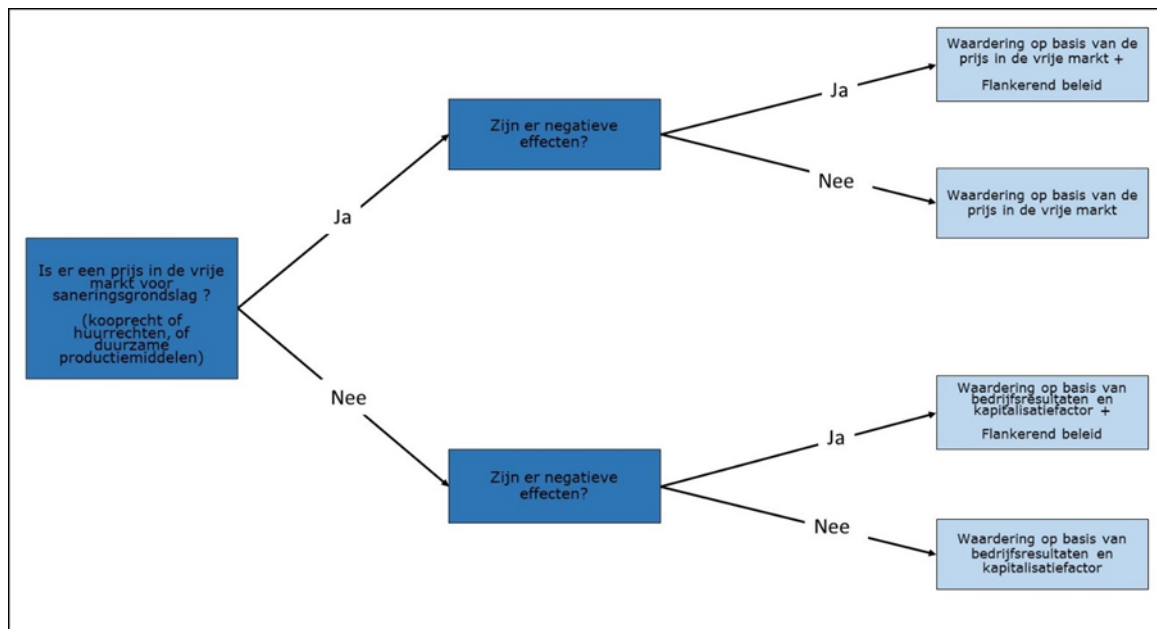 Is er een prijs in de vrije
markt voor
saneringsgrondslag ?
(kooprecht of
huurrechten, of
duurzame
productiemiddelen)
Ja
Nee
Zijn er negatieve
effecten?
Ja
Nee
Waardering op basis van de
prijs in de vrije markt +
Flankerend beleid
Waardering op basis van de
prijs in de vrije markt
Zijn er negatieve
effecten?
Ja
Nee
Waardering op basis van
bedrijfsresultaten en
kapitalisatiefactor +
Flankerend beleid
Waardering op basis van
bedrijfsresultaten en
kapitalisatiefactor